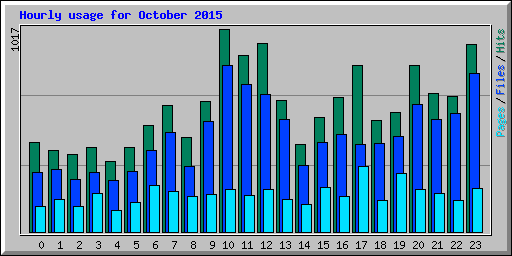 Hourly usage for October 2015
1017
Pages / Files / Hits
0 1 2 3 4 5 6 7 8 9 10 11 12 13 14 15 16 17 18 19 20 21 22 23